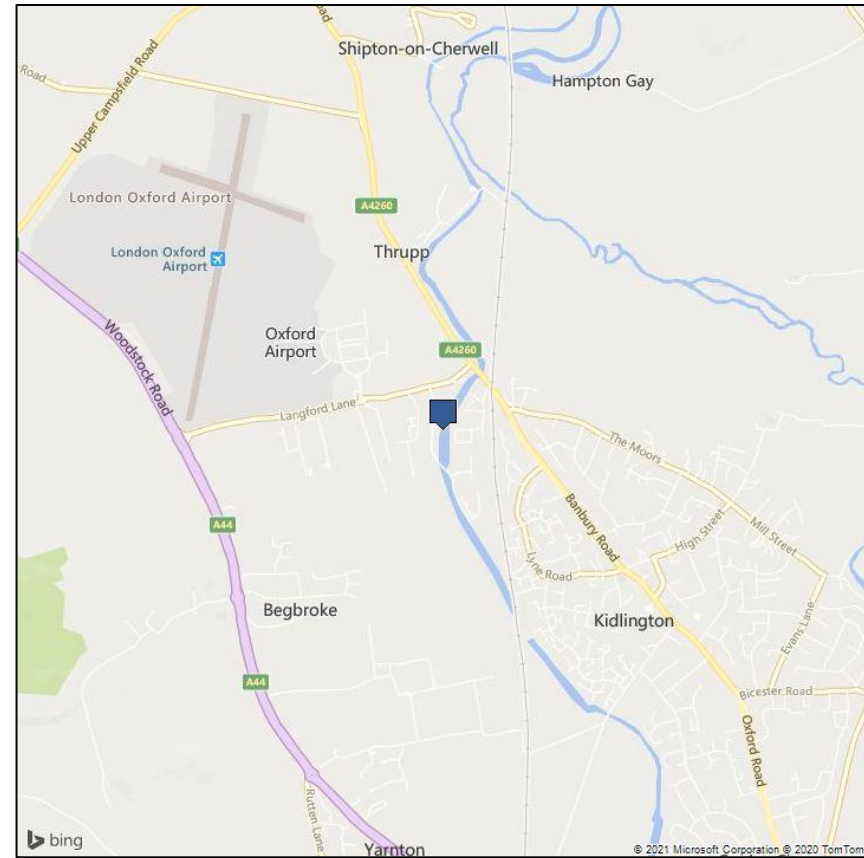 Road
Shipton-on-Cherwell
Hampton Gay
Road
Upper Campsfield Road
London Oxford Airport
A4260
London Oxford
Airport
Thrupp
Oxford
Airport
A4260
Woodstock Road
Langford Lane
The Moors
A44
Banbury Road
High Street
Mill Street
Lyne Road
Begbroke
Kidlington
Evans Lane
A44
Bicester Road
Oxford Road
Rutten Lane
bing
Yarnton
© 2021 Microsoft Corporation © 2020 TomTom